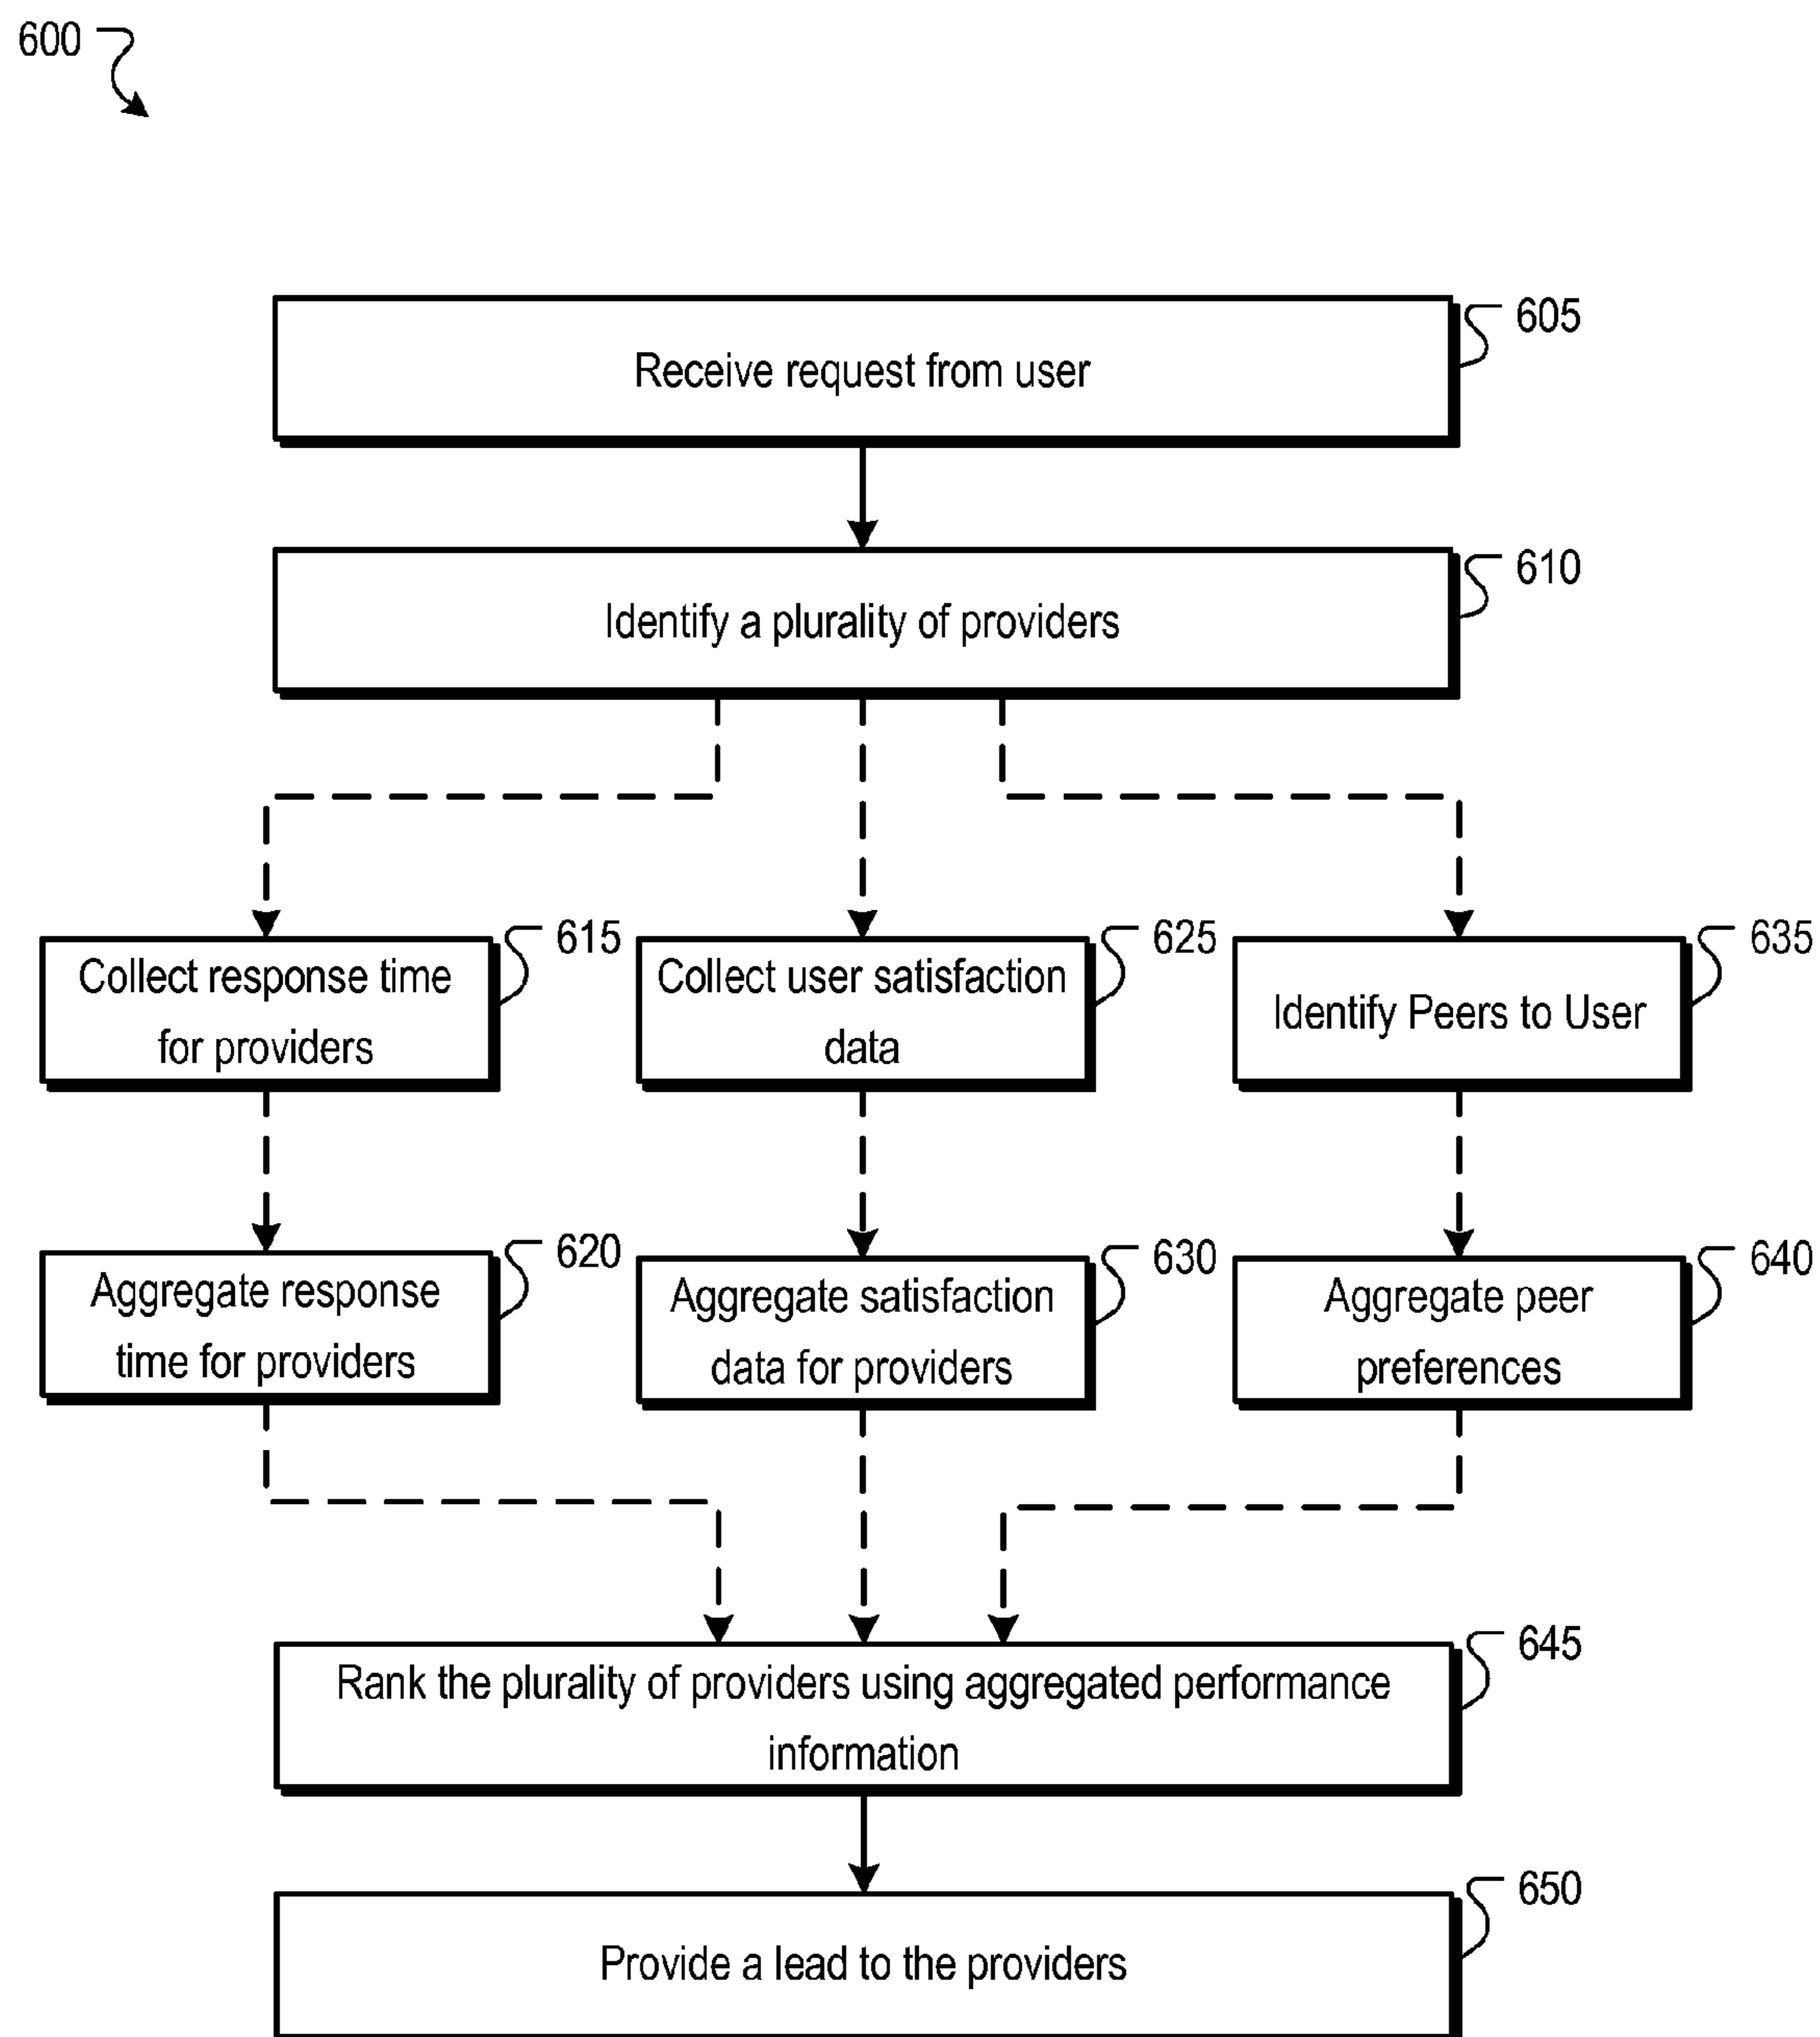 600
605
Receive request from user
610
Identify a plurality of providers
615
Collect response time
for providers
625
Collect user satisfaction
data
635
Identify Peers to User
620
Aggregate response
time for providers
630
Aggregate satisfaction
data for providers
640
Aggregate peer
preferences
645
Rank the plurality of providers using aggregated performance
information
650
Provide a lead to the providers